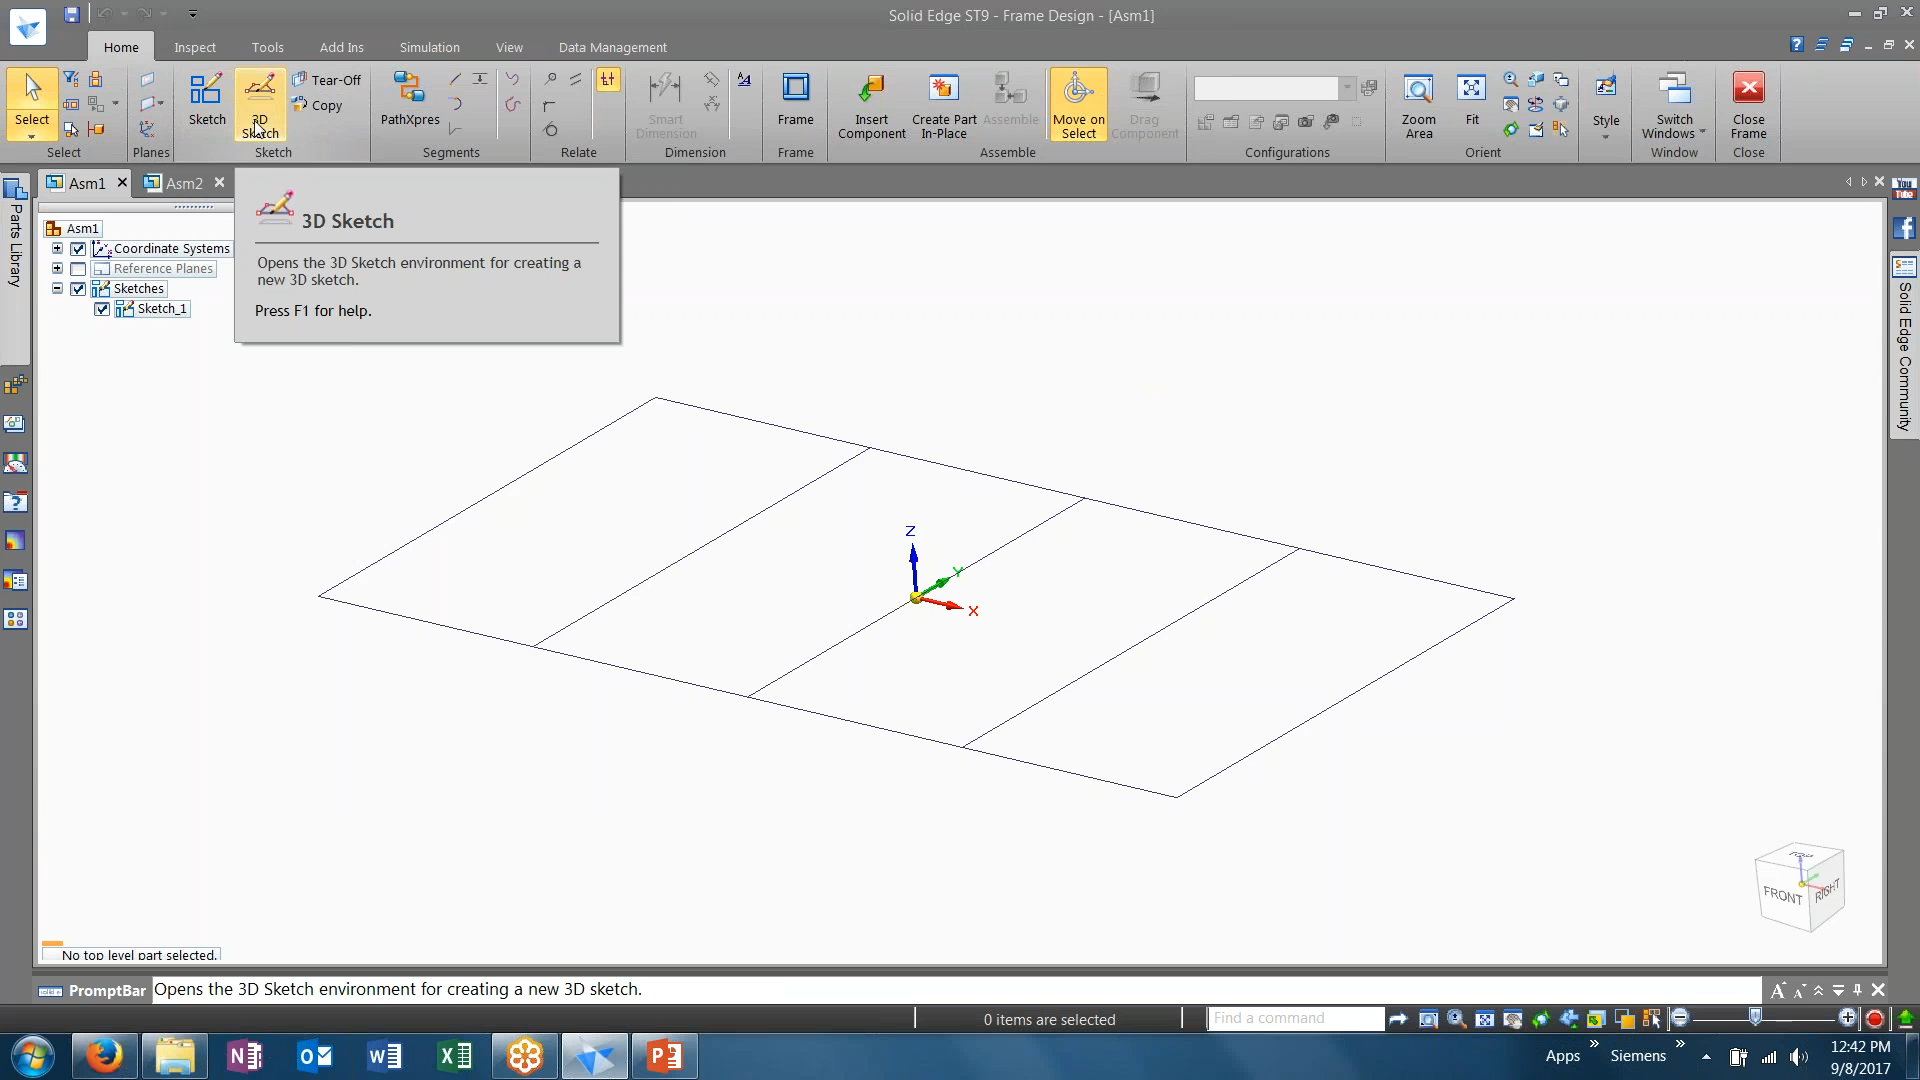 Solid Edge ST9 - Frame Design - [Asm1]
Home
Inspect
Tools
Add Ins
Simulation
View
Data Management
Select
Select
Planes
Sketch
3D
Sketch
Tear-Off
Copy
Sketch
PathXpres
Segments
Relate
Smart
Dimension
Dimension
Frame
Frame
Insert
Component
Create Part
In-Place
Assemble
Move on
Select
Drag
Component
Assemble
Configurations
Zoom
Area
Fit
Orient
Style
Switch
Windows
Window
Close
Frame
Close
Asm1
Asm2
Parts Library
Asm1
Coordinate Systems
Reference Planes
Sketches
Sketch_1
3D Sketch
Opens the 3D Sketch environment for creating a
new 3D sketch.
Press F1 for help.
You
Tube
Solid Edge Community
Z
Y
X
TOP
FRONT
RIGHT
No top level part selected.
PromptBar
Opens the 3D Sketch environment for creating a new 3D sketch.
0 items are selected
Find a command
Apps
Siemens
12:42 PM
9/8/2017